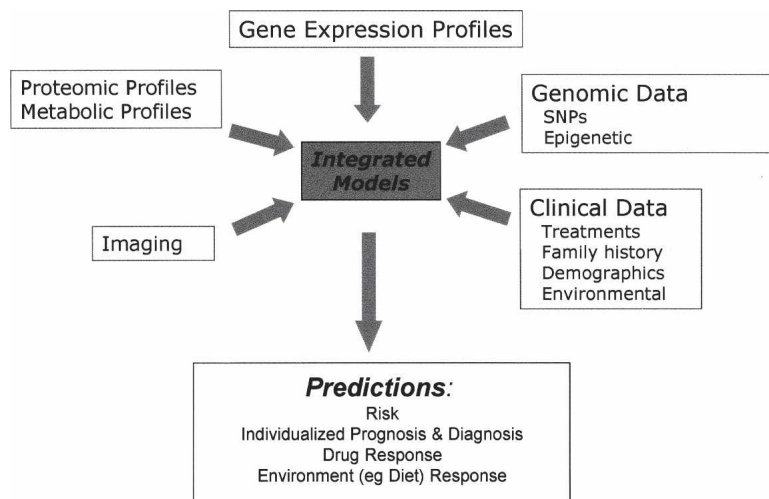 Gene Expression Profiles
Proteomic Profiles
Metabolic Profiles
Genomic Data
SNPs
Epigenetic
Integrated
Models
Imaging
Clinical Data
Treatments
Family history
Demographics
Environmental
Predictions:
Risk
Individualized Prognosis & Diagnosis
Drug Response
Environment (eg Diet) Response